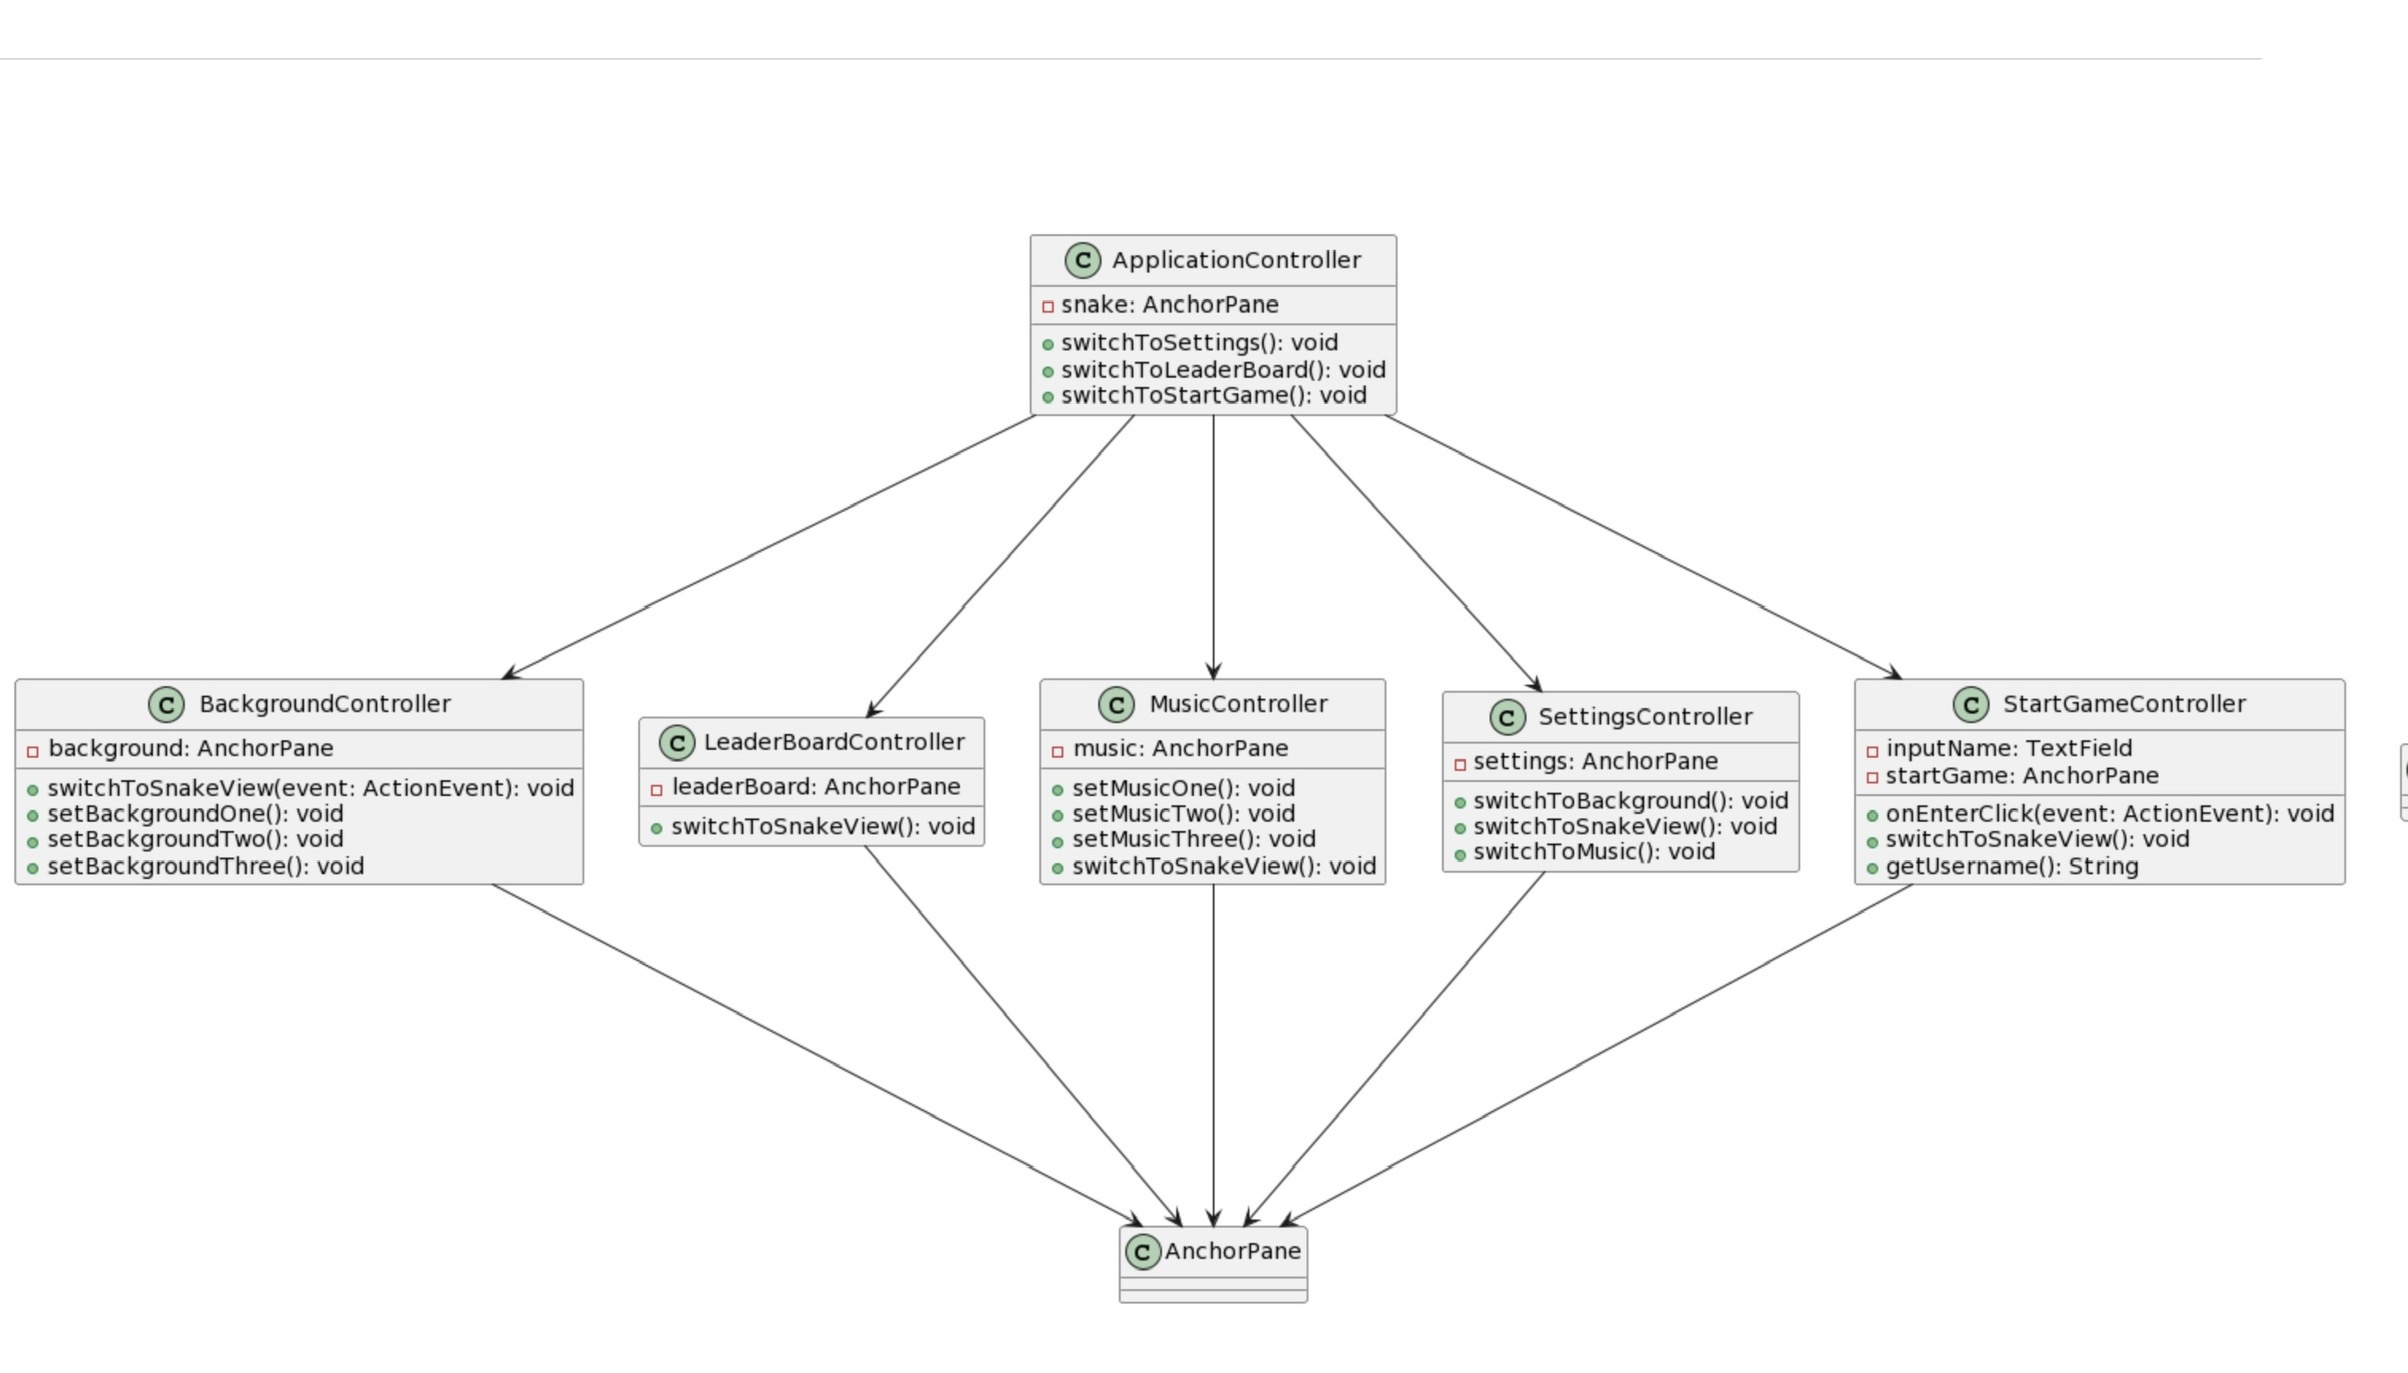 C ApplicationController
snake: AnchorPane
switchToSettings(): void
switchToLeaderBoard(): void
switchToStartGame(): void
C BackgroundController
background: AnchorPane
switchToSnakeView(event: ActionEvent): void
setBackgroundOne(): void
setBackgroundTwo(): void
setBackgroundThree(): void
C LeaderBoardController
leaderBoard: AnchorPane
switchToSnakeView(): void
C MusicController
music: AnchorPane
setMusicOne(): void
setMusicTwo(): void
setMusicThree(): void
switchToSnakeView(): void
C SettingsController
settings: AnchorPane
switchToBackground(): void
switchToSnakeView(): void
switchToMusic(): void
C StartGameController
inputName: TextField
startGame: AnchorPane
onEnterClick(event: ActionEvent): void
switchToSnakeView(): void
getUsername(): String
C AnchorPane